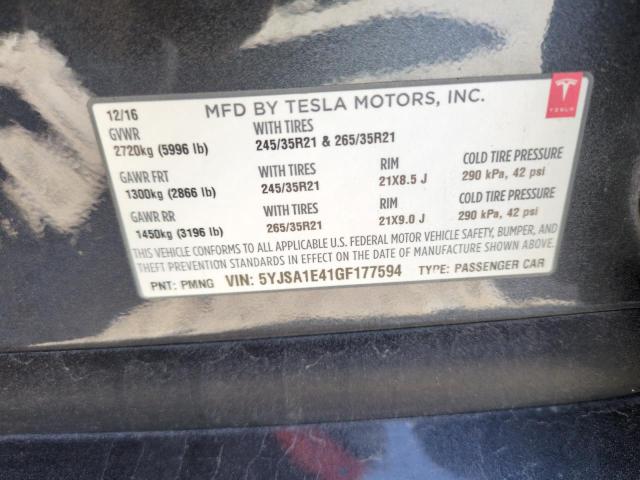 12/16 MFD BY TESLA MOTORS, INC.
TESLA
GVWR WITH TIRES
2720kg (5996 lb) 245/35R21 & 265/35R21
GAWR FRT WITH TIRES RIM COLD TIRE PRESSURE
1300kg (2866 lb) 245/35R21 21X8.5 J 290 kPa, 42 psi
GAWR RR WITH TIRES RIM COLD TIRE PRESSURE
1450kg (3196 lb) 265/35R21 21X9.0 J 290 kPa, 42 psi
THIS VEHICLE CONFORMS TO ALL APPLICABLE U.S. FEDERAL MOTOR VEHICLE SAFETY, BUMPER, AND
THEFT PREVENTION STANDARDS IN EFFECT ON THE DATE OF MANUFACTURE SHOWN ABOVE.
PNT: PMNG VIN: 5YJSA1E41GF177594 TYPE: PASSENGER CAR